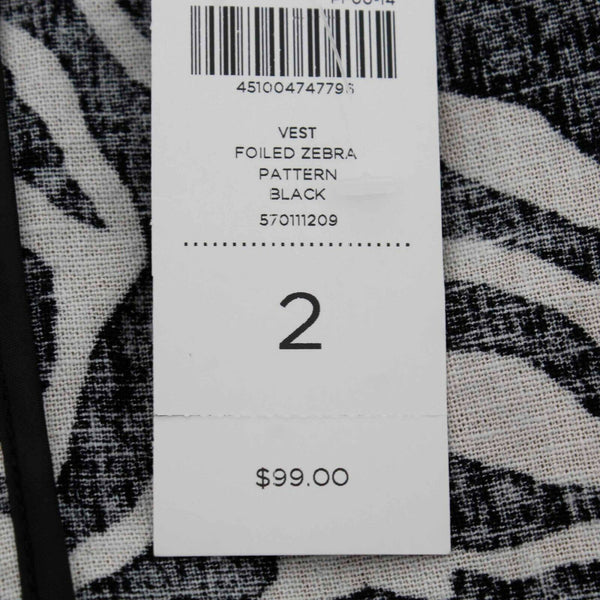 451004747796
VEST
FOILED ZEBRA
PATTERN
BLACK
570111209
2
$99.00